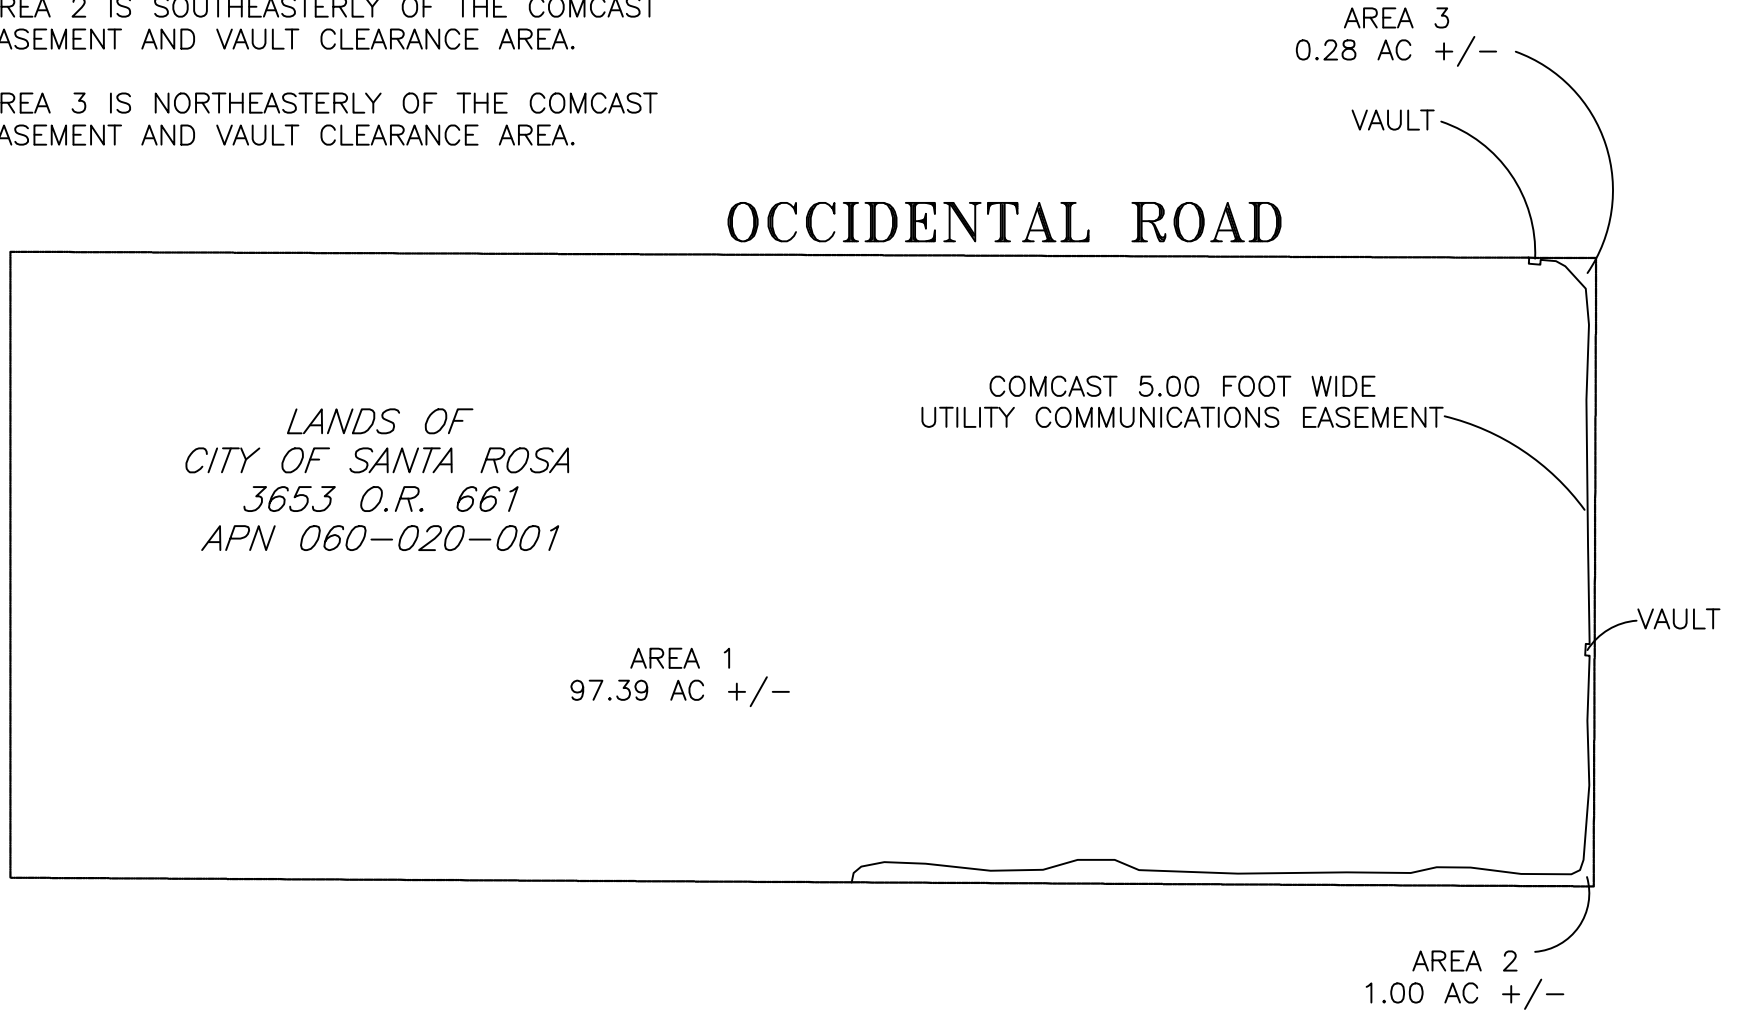 REA 2 IS SOUTHEASTERLY OF THE COMCAST
ASEMENT AND VAULT CLEARANCE AREA.
REA 3 IS NORTHEASTERLY OF THE COMCAST
ASEMENT AND VAULT CLEARANCE AREA.
AREA 3
0.28 AC +/−
VAULT
OCCIDENTAL ROAD
COMCAST 5.00 FOOT WIDE
UTILITY COMMUNICATIONS EASEMENT
LANDS OF
CITY OF SANTA ROSA
3653 O.R. 661
APN 060−020−001
VAULT
AREA 1
97.39 AC +/−
AREA 2
1.00 AC +/−